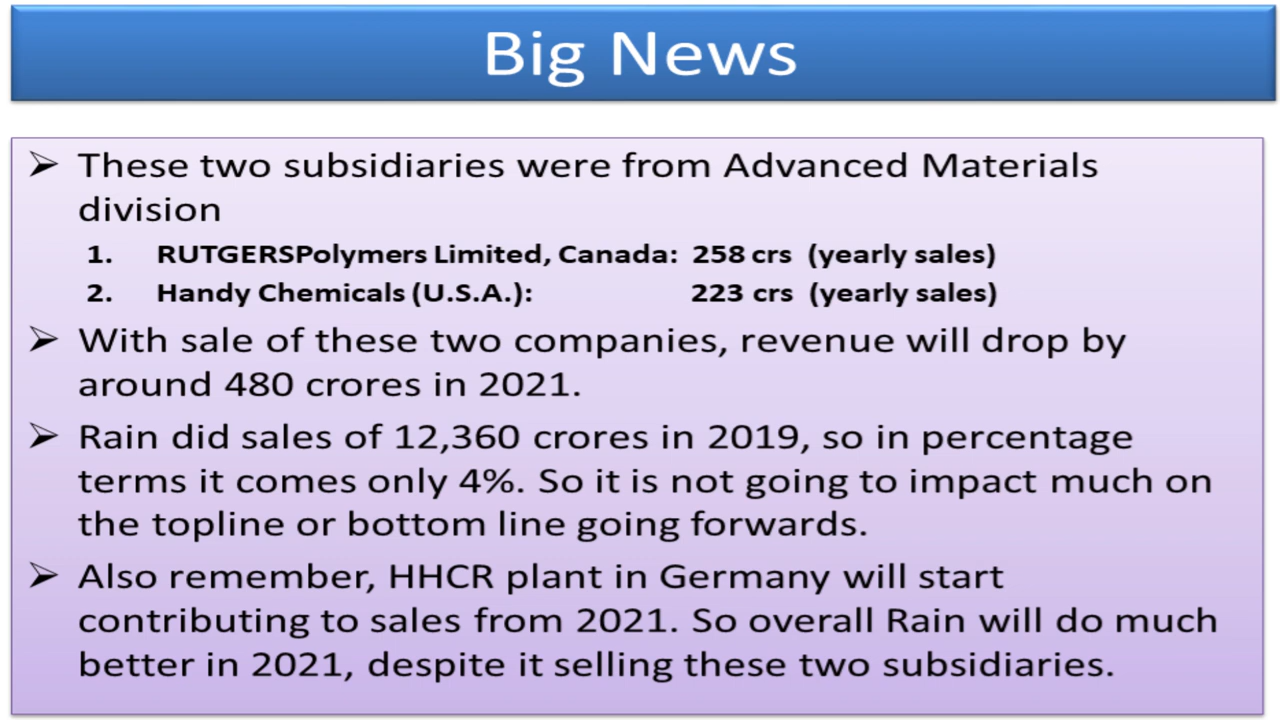 Big News
➢ These two subsidiaries were from Advanced Materials
division
1. RUTGERSPolymers Limited, Canada: 258 crs (yearly sales)
2. Handy Chemicals (U.S.A.): 223 crs (yearly sales)
➢ With sale of these two companies, revenue will drop by
around 480 crores in 2021.
➢ Rain did sales of 12,360 crores in 2019, so in percentage
terms it comes only 4%. So it is not going to impact much on
the topline or bottom line going forwards.
➢ Also remember, HHCR plant in Germany will start
contributing to sales from 2021. So overall Rain will do much
better in 2021, despite it selling these two subsidiaries.